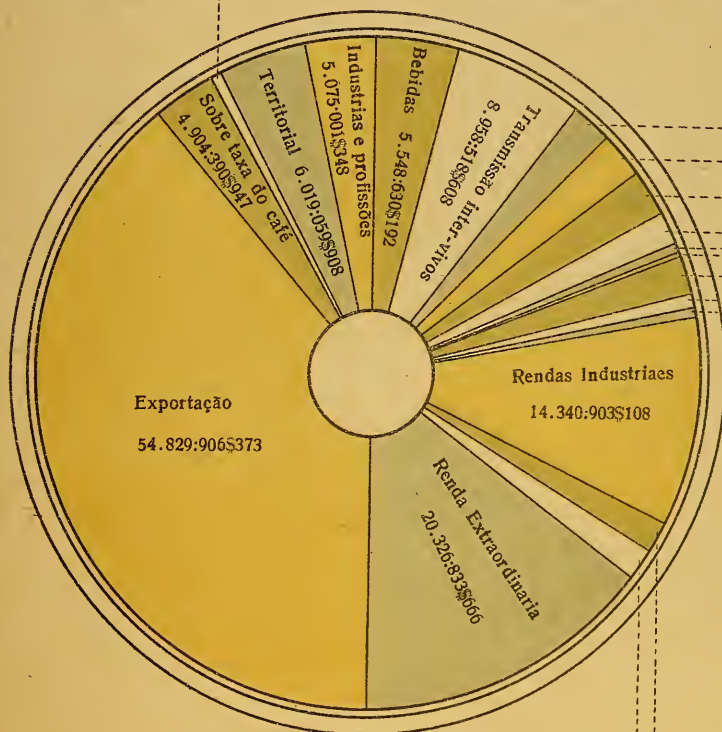 Sobre taxa do café
4.904:390$947
Territorial 6.019:059$908
Industrias e profissões
5.075:001$348
Bebidas 5.548:630$192
Transmissão Inter-vivos
8.958:518$608
Rendas Industriaes
14.340:903$108
Exportação
54.829:906$373
Renda Extraordinaria
20.326:833$666